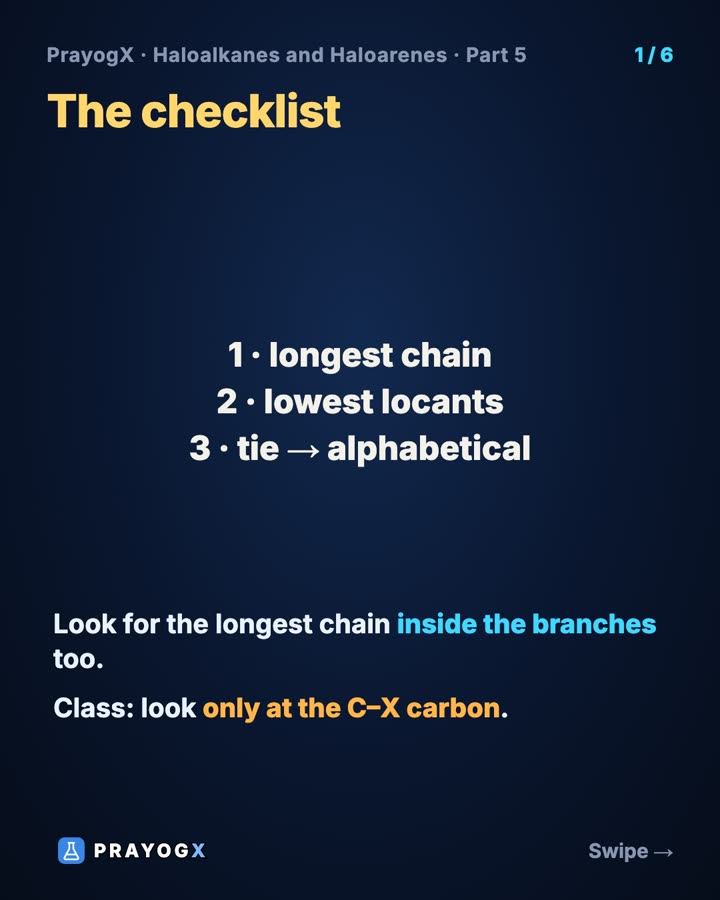 PrayogX · Haloalkanes and Haloarenes · Part 5
1 / 6
The checklist
1 · longest chain
2 · lowest locants
3 · tie → alphabetical
Look for the longest chain inside the branches
too.
Class: look only at the C–X carbon.
PRAYOGX
Swipe →